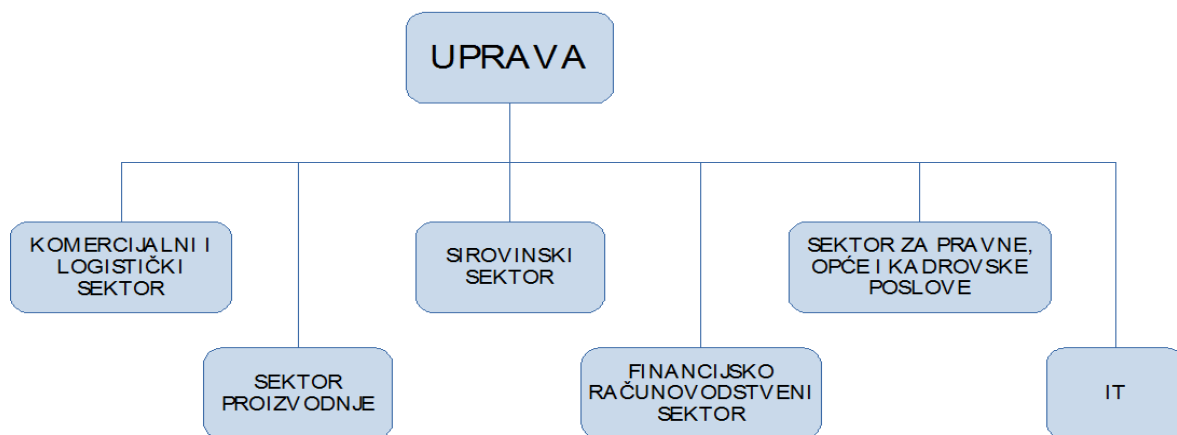 UPRAVA
KOMERCIJALNI I
LOGISTIČKI
SEKTOR
SIROVINSKI
SEKTOR
SEKTOR ZA PRAVNE,
OPĆE I KADROVSKE
POSLOVE
SEKTOR
PROIZVODNJE
FINANCIJSKO
RAČUNOVODSTVENI
SEKTOR
IT